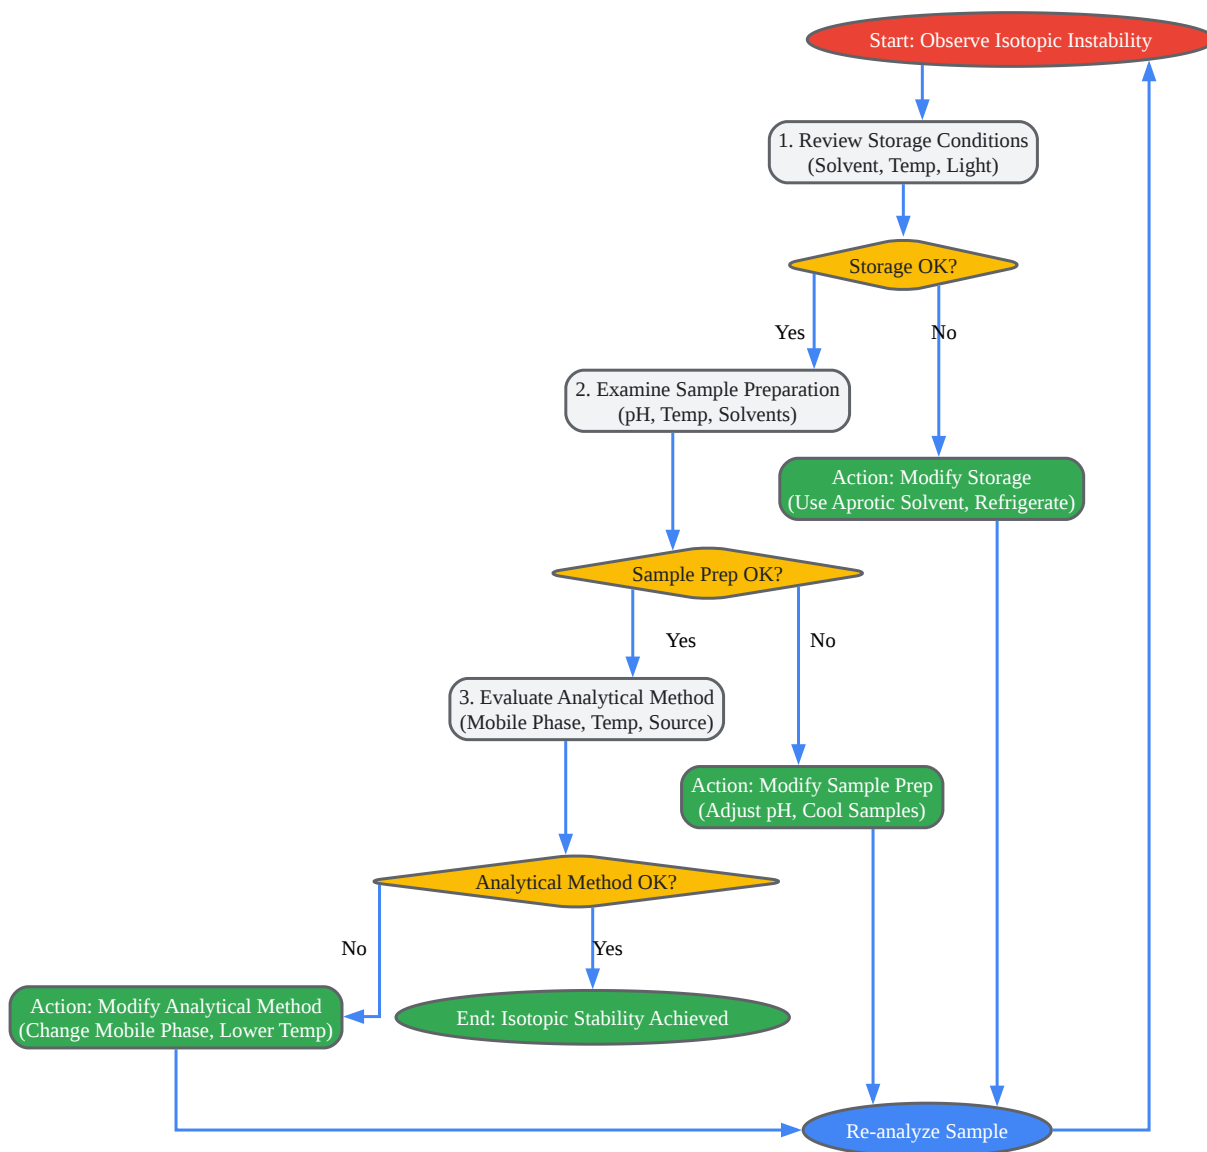 Start: Observe Isotopic Instability
1. Review Storage Conditions
(Solvent, Temp, Light)
Storage OK?
Yes
No
2. Examine Sample Preparation
(pH, Temp, Solvents)
Action: Modify Storage
(Use Aprotic Solvent, Refrigerate)
Sample Prep OK?
Yes
No
3. Evaluate Analytical Method
(Mobile Phase, Temp, Source)
Action: Modify Sample Prep
(Adjust pH, Cool Samples)
Analytical Method OK?
No
Yes
Action: Modify Analytical Method
(Change Mobile Phase, Lower Temp)
End: Isotopic Stability Achieved
Re-analyze Sample